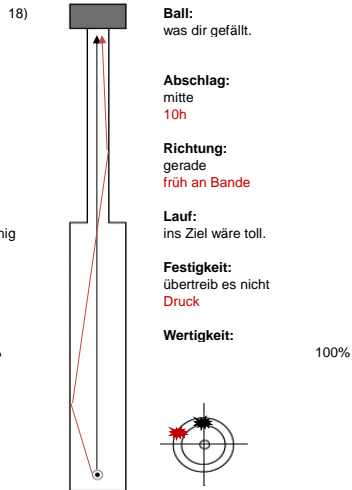 18)
Ball:
was dir gefällt.
Abschlag:
mitte
10h
Richtung:
gerade
früh an Bande
Lauf:
ins Ziel wäre toll.
Festigkeit:
übertreib es nicht
Druck
Wertigkeit:
100%